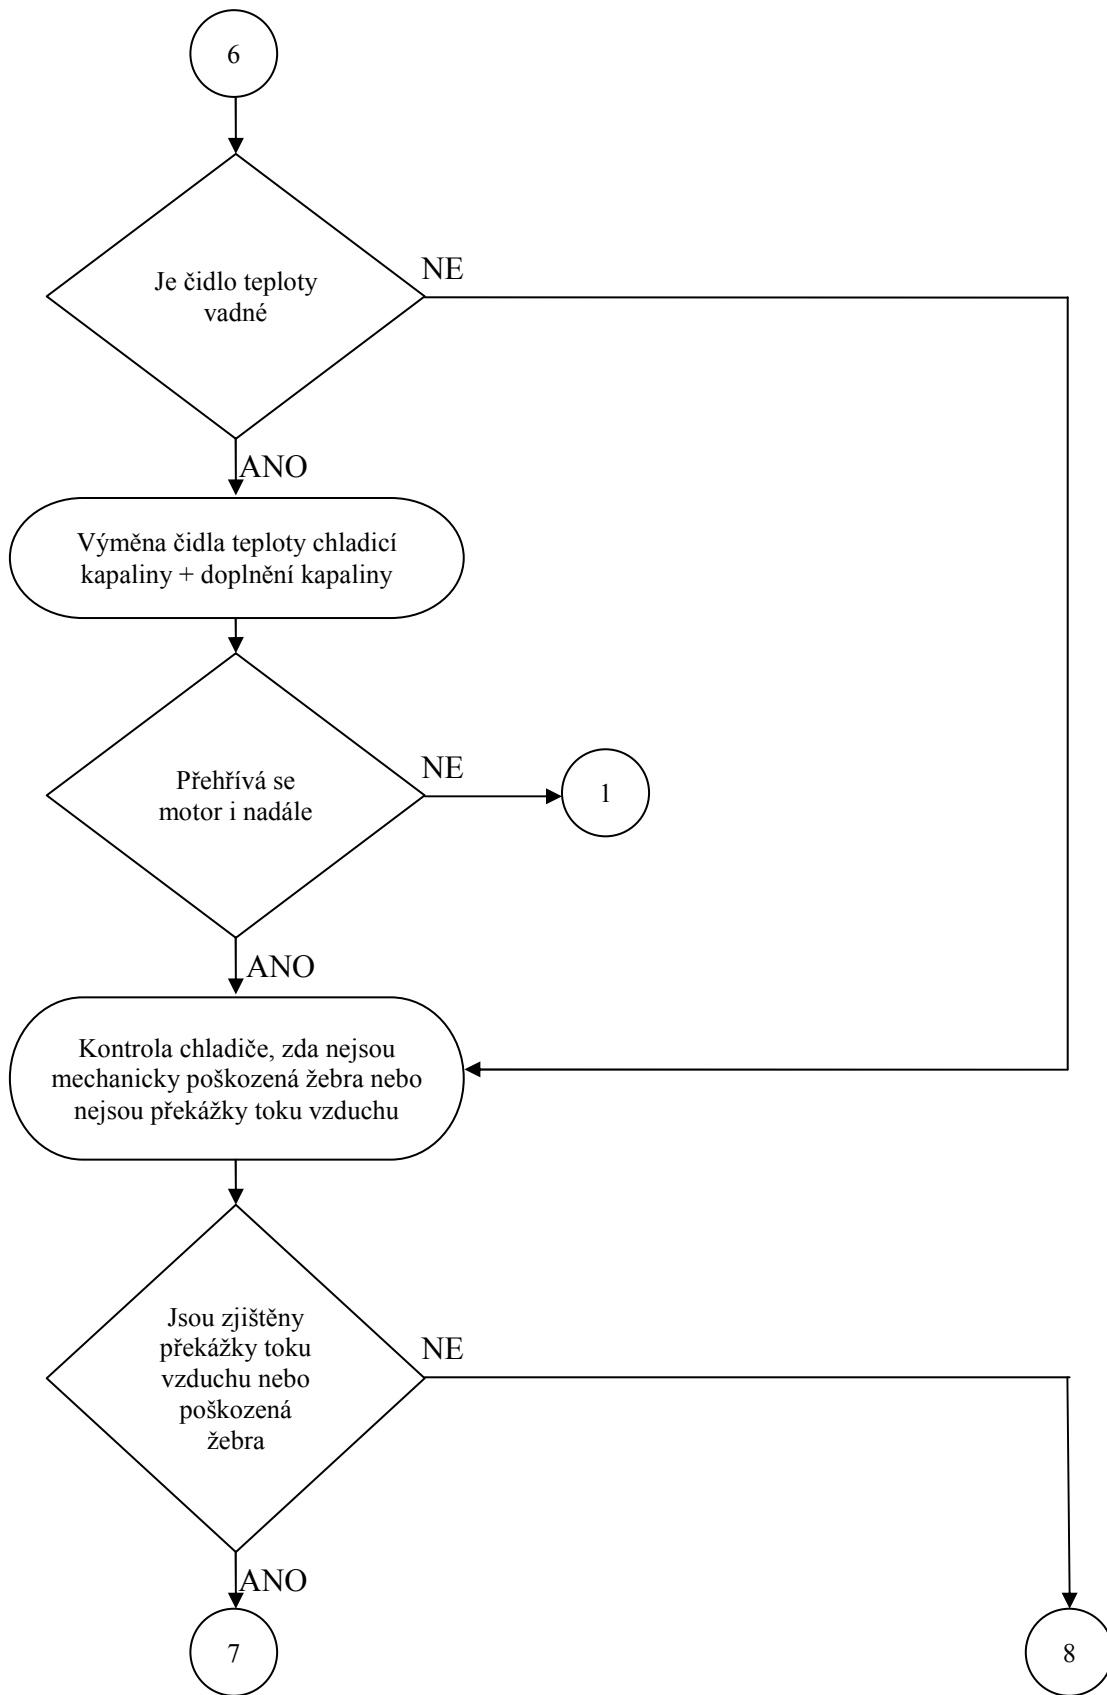 6
Je čidlo teploty
vadné
NE
ANO
Výměna čidla teploty chladicí
kapaliny + doplnění kapaliny
Přehřívá se
motor i nadále
NE
1
ANO
Kontrola chladiče, zda nejsou
mechanicky poškozená žebra nebo
nejsou překážky toku vzduchu
Jsou zjištěny
překážky toku
vzduchu nebo
poškozená
žebra
NE
ANO
7
8